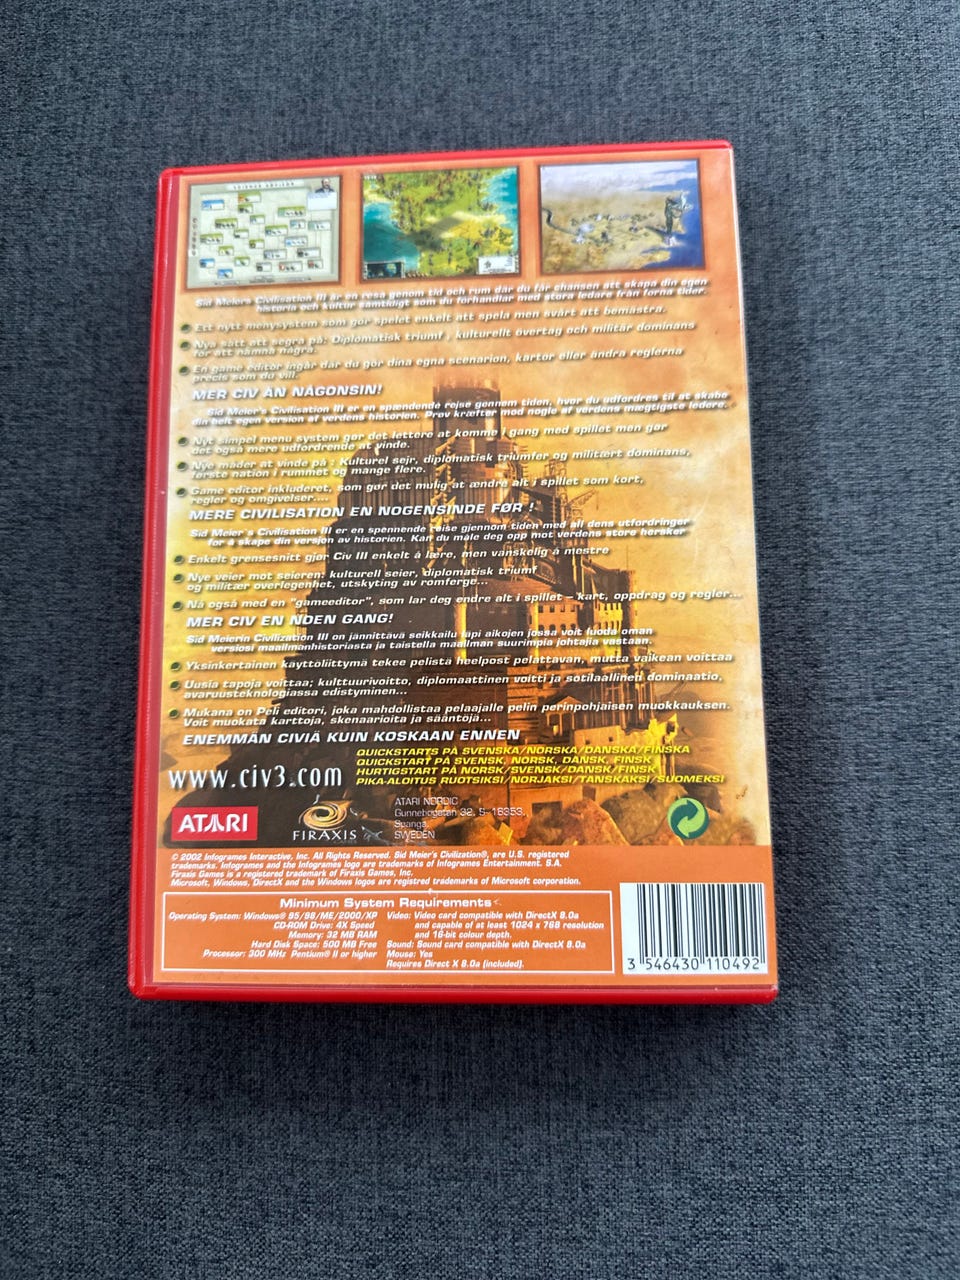 SCIENCE ADVISOR
Sid Meiers Civilisation III är en resa genom tid och rum där du får chansen att skapa din egen
historia och kultur samtidigt som du förhandlar med stora ledare från forna tider.
Ett nytt menysystem som gör spelet enkelt att spela men svårt att bemästra.
Nya sätt att segra på: Diplomatisk triumf , kulturellt övertag och militär dominans
för att nämna några.
En game editor ingår där du gör dina egna scenarion, kartor eller ändra reglerna
precis som du vill.
MER CIV ÄN NÅGONSIN!
Sid Meier's Civilisation III er en spændende rejse gennem tiden, hvor du udfordres til at skabe
din helt egen version af verdens historien. Prøv kræfter mod nogle af verdens mægtigste ledere.
Nyt simpel menu system gør det lettere at komme i gang med spillet men gør
det også mere udfordrende at vinde.
Nye måder at vinde på : Kulturel sejr, diplomatisk triumfer og militært dominans,
første nation i rummet og mange flere.
Game editor inkluderet, som gør det mulig at ændre alt i spillet som kort,
regler og omgivelser....
MERE CIVILISATION EN NOGENSINDE FØR !
Sid Meier's Civilisation III er en spennende reise gjennom tiden med all dens utfordringer
for å skape din versjon av historien. Kan du måle deg opp mot verdens store hersker
Enkelt grensesnitt gjør Civ III enkelt å lære, men vanskelig å mestre
Nye veier mot seieren: kulturell seier, diplomatisk triumf
og militær overlegenhet, utskyting av romferge...
Nå også med en "gameeditor", som lar deg endre alt i spillet – kart, oppdrag og regler...
MER CIV EN NOEN GANG!
Sid Meierin Civilization III on jännittävä seikkailu läpi aikojen jossa voit luoda oman
versiosi maailmanhistoriasta ja taistella maailman suurimpia johtajia vastaan.
Yksinkertainen käyttöliittymä tekee pelistä heelpost pelattavan, mutta vaikean voittaa
Uusia tapoja voittaa; kulttuurivoitto, diplomaattinen voitti ja sotilaallinen dominaatio,
avaruusteknologiassa edistyminen...
Mukana on Peli editori, joka mahdollistaa pelaajalle pelin perinpohjaisen muokkauksen.
Voit muokata karttoja, skenaarioita ja sääntöjä...
ENEMMÄN CIVIÄ KUIN KOSKAAN ENNEN
QUICKSTARTS PÅ SVENSKA/NORSKA/DANSKA/FINSKA
QUICKSTART PÅ SVENSK, NORSK, DANSK, FINSK
HURTIGSTART PÅ NORSK/SVENSK/DANSK/FINSK
PIKA-ALOITUS RUOTSIKSI/NORJAKSI/TANSKAKSI/SUOMEKSI
www.civ3.com
ATARI
FIRAXIS
ATARI NORDIC
Gunnebogatan 32, S-16353,
Spånga,
SWEDEN
© 2002 Infogrames Interactive, Inc. All Rights Reserved. Sid Meier's Civilization®, are U.S. registered
trademarks. Infogrames and the Infogrames logo are trademarks of Infogrames Entertainment. S.A.
Firaxis Games is a registered trademark of Firaxis Games, Inc.
Microsoft, Windows, DirectX and the Windows logos are registred trademarks of Microsoft corporation.
Minimum System Requirements
Operating System: Windows® 95/98/ME/2000/XP
CD-ROM Drive: 4X Speed
Memory: 32 MB RAM
Hard Disk Space: 500 MB Free
Processor: 300 MHz Pentium® II or higher
Video: Video card compatible with DirectX 8.0a
and capable of at least 1024 x 768 resolution
and 16-bit colour depth.
Sound: Sound card compatible with DirectX 8.0a
Mouse: Yes
Requires Direct X 8.0a (included).
3 546430 110492